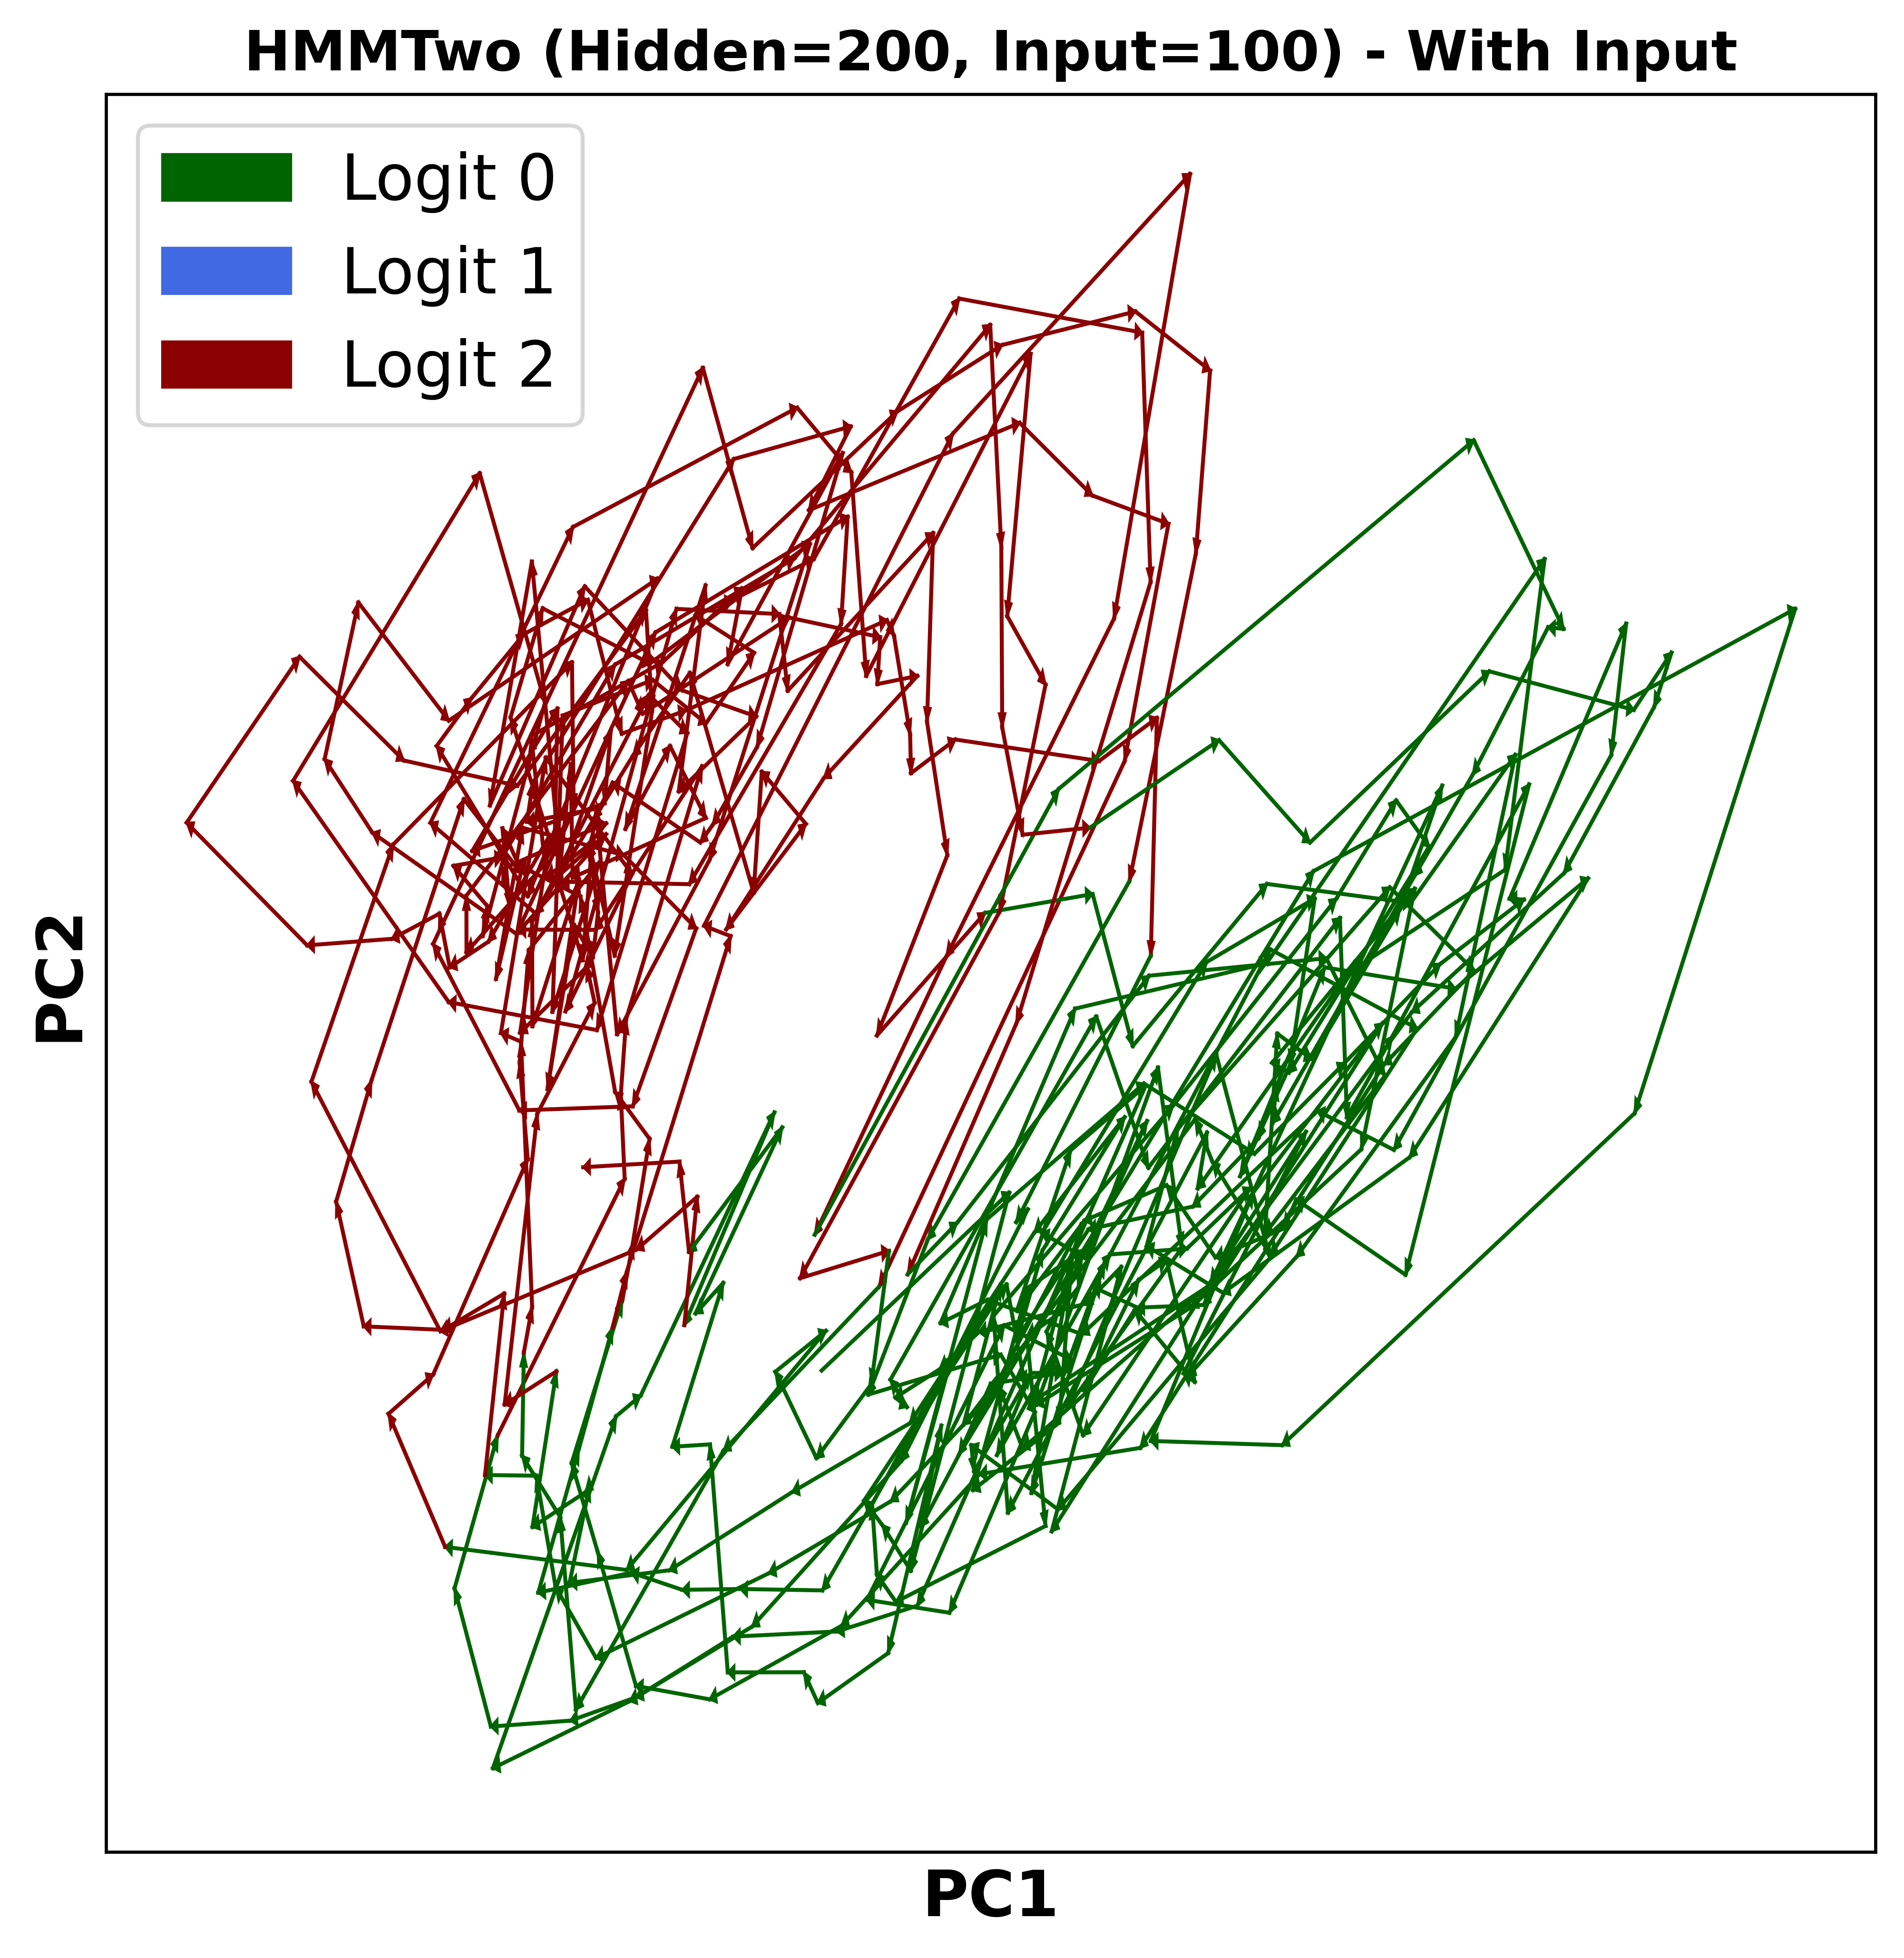 HMMTwo (Hidden=200, Input=100) - With Input
Logit 0
Logit 1
Logit 2
PC2
PC1